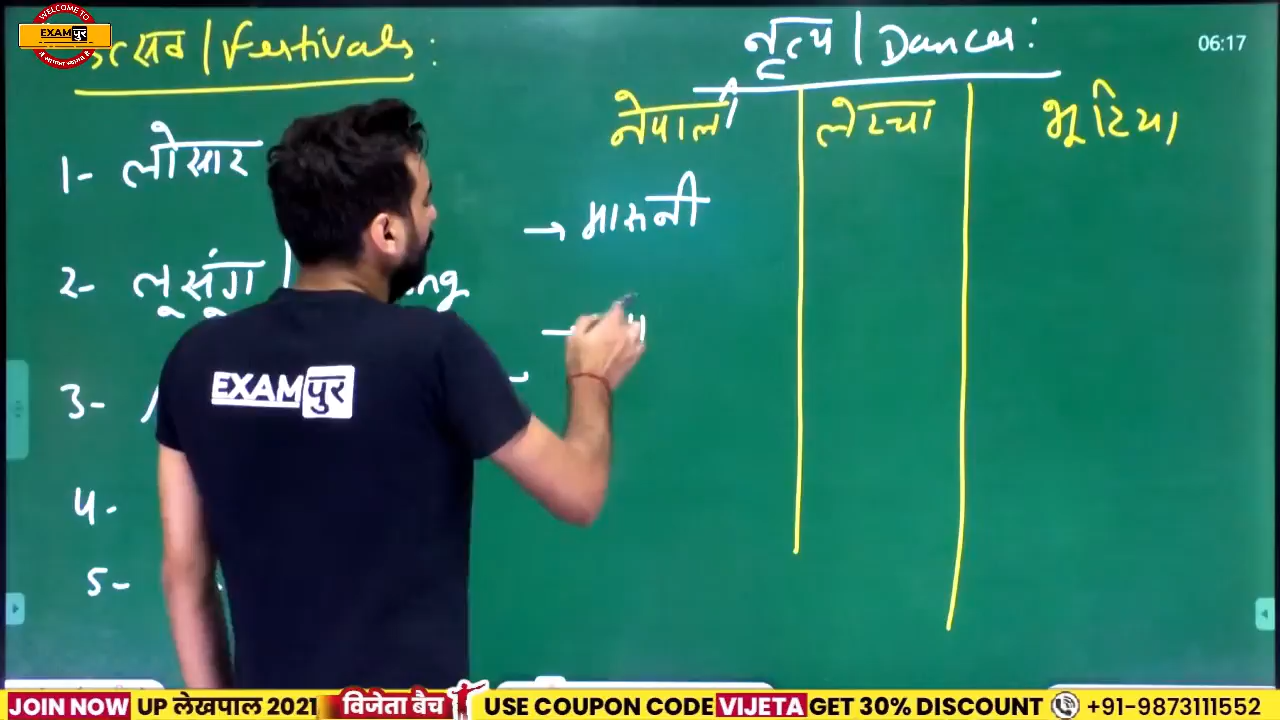 WELCOME TO
EXAMपुर
उत्सव | Festivals :
नृत्य | Dances :
06:17
नेपाली
लेप्चा
भूटिया
1- लोसार
→ मारुनी
2- लूसुंग | ng
3-
4-
5-
EXAMपुर
JOIN NOW UP लेखपाल 2021 विजेता बैच USE COUPON CODE VIJETA GET 30% DISCOUNT +91-9873111552